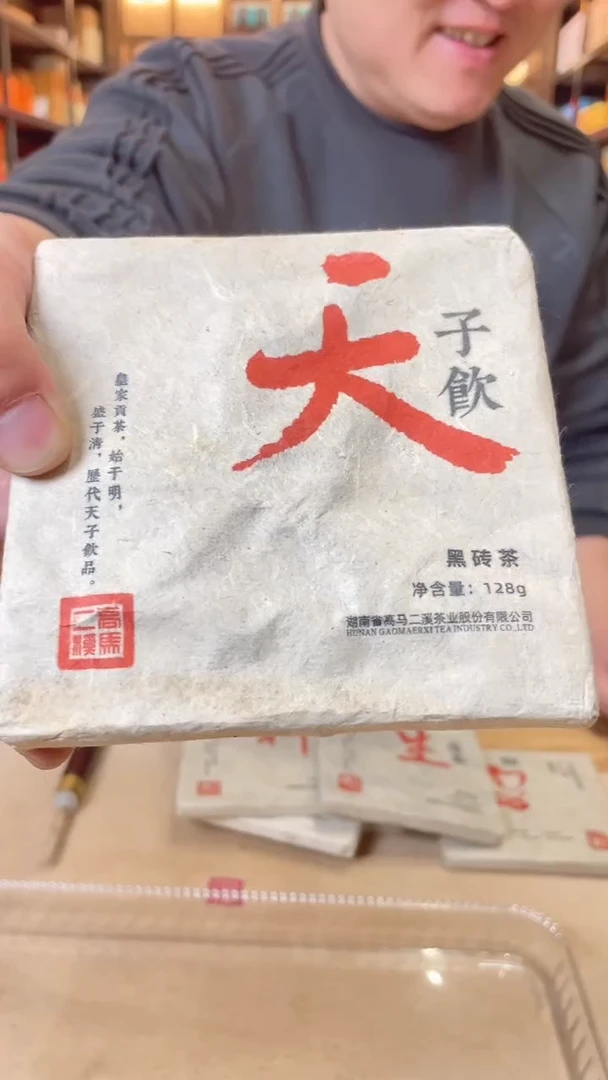 天
子飲
皇家貢茶，始于明，
盛于清，歷代天子飲品。
高馬
二溪
黑砖茶
净含量：128g
湖南省高马二溪茶业股份有限公司
HUNAN GAOMAERXI TEA INDUSTRY CO.,LTD
生